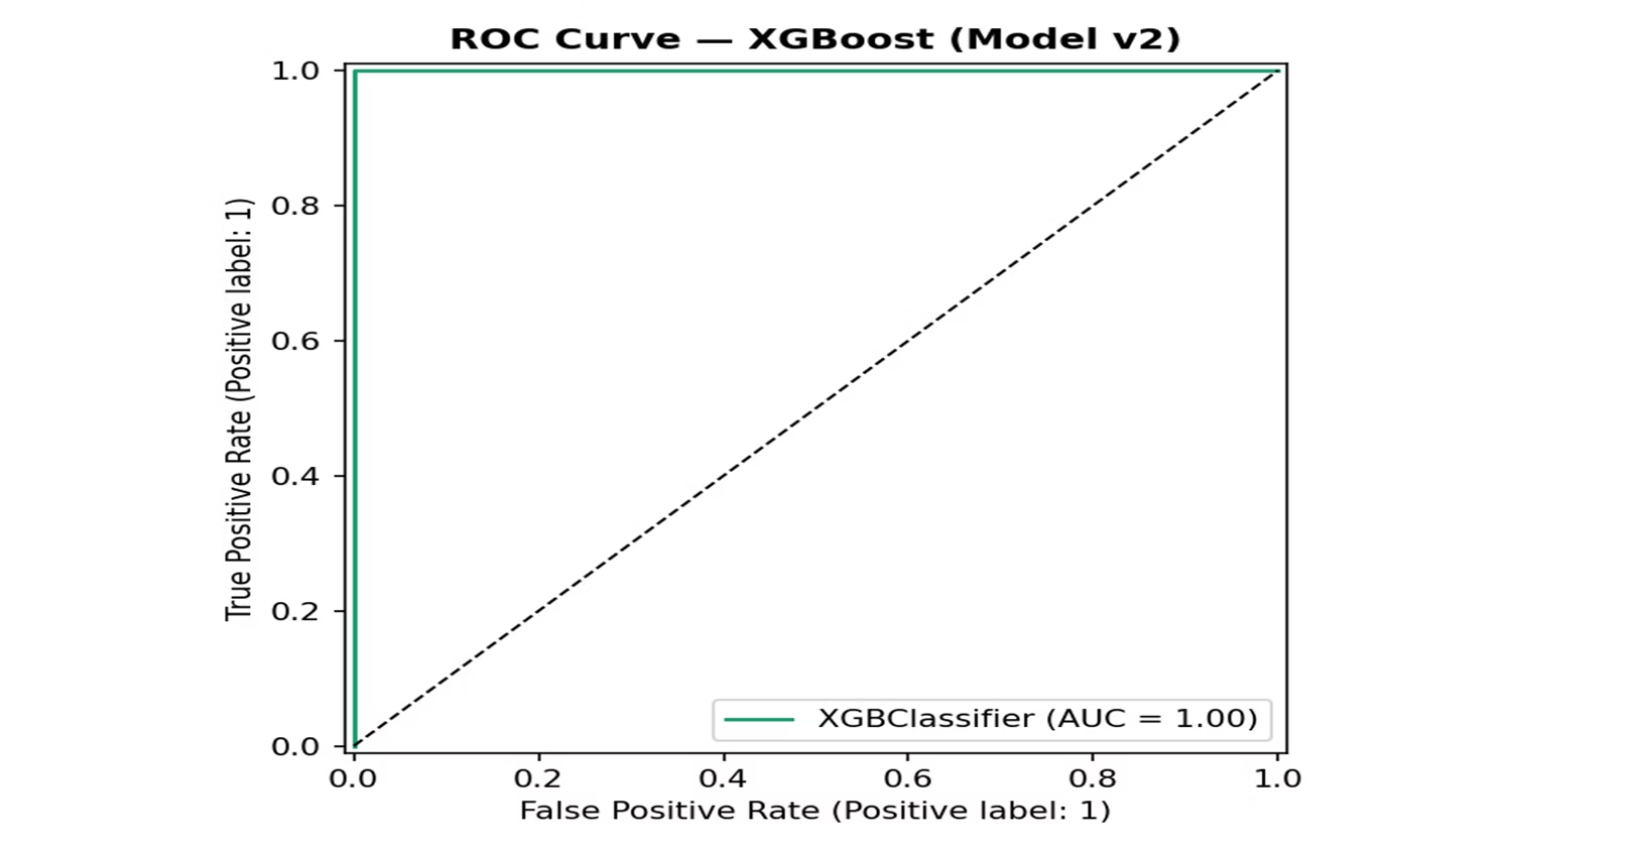 ROC Curve — XGBoost (Model v2)
True Positive Rate (Positive label: 1)
1.0
0.8
0.6
0.4
0.2
0.0
XGBClassifier (AUC = 1.00)
0.0 0.2 0.4 0.6 0.8 1.0
False Positive Rate (Positive label: 1)